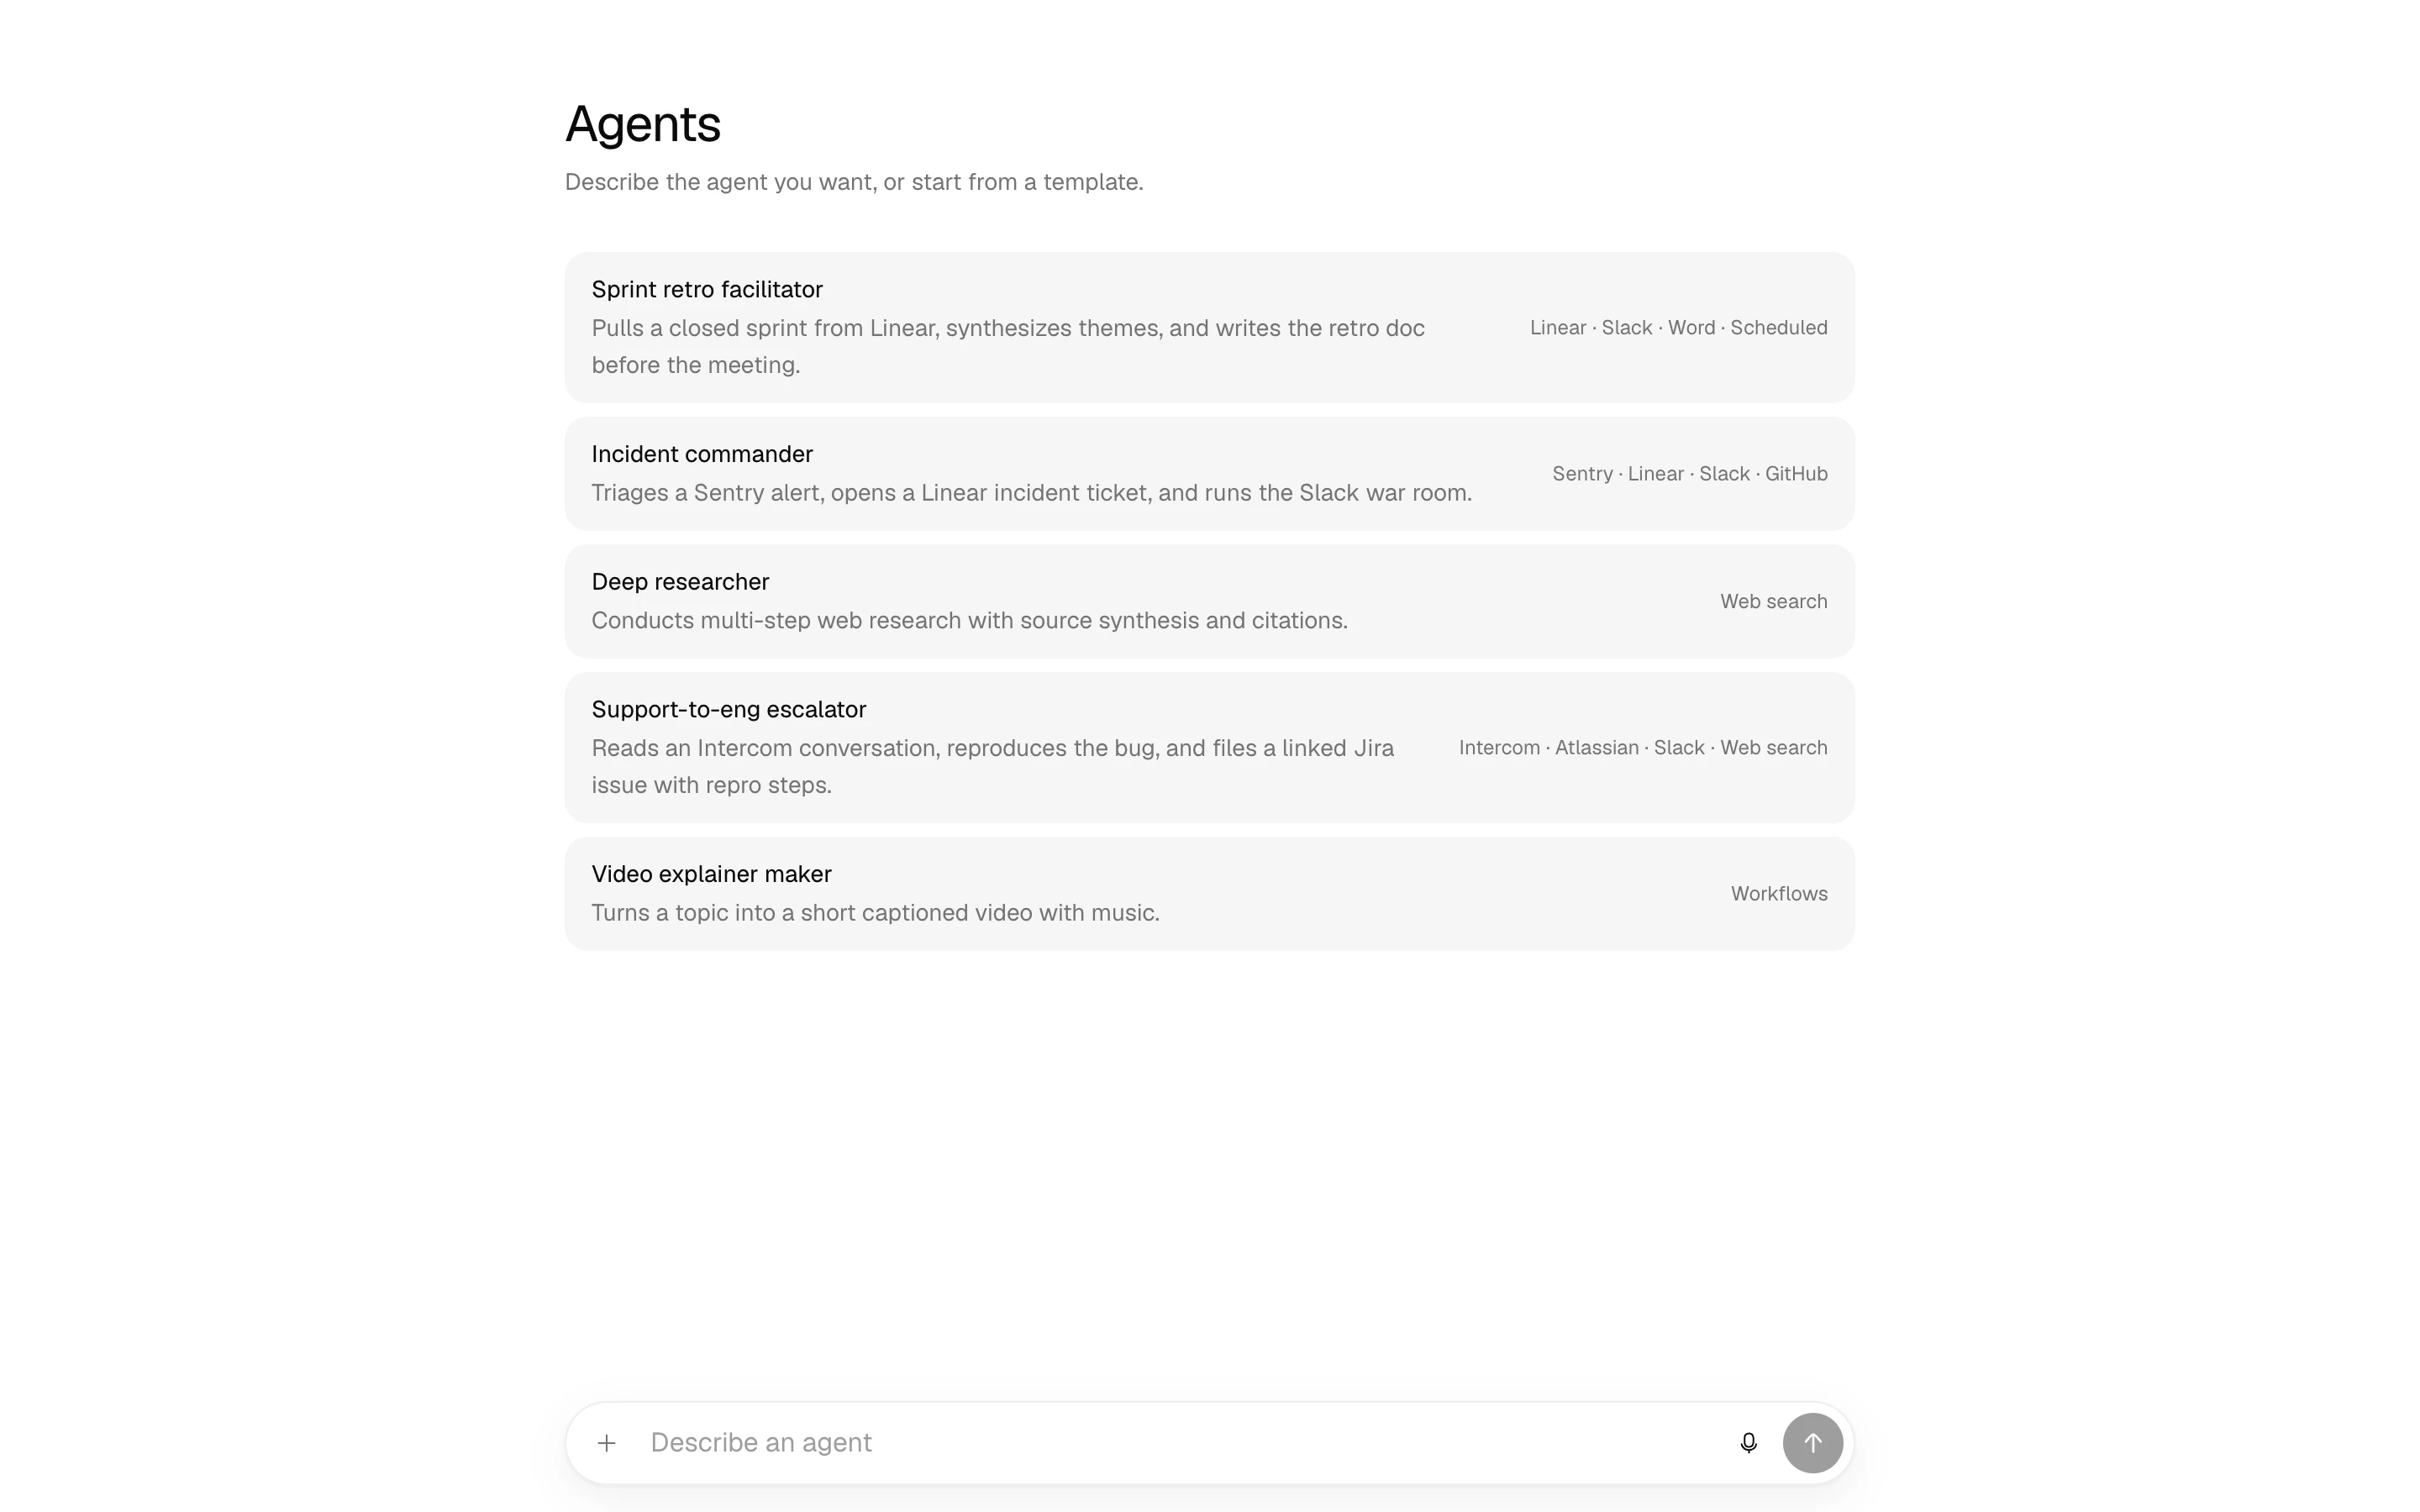 Agents
Describe the agent you want, or start from a template.
Sprint retro facilitator
Pulls a closed sprint from Linear, synthesizes themes, and writes the retro doc
before the meeting.
Linear · Slack · Word · Scheduled
Incident commander
Triages a Sentry alert, opens a Linear incident ticket, and runs the Slack war room.
Sentry · Linear · Slack · GitHub
Deep researcher
Conducts multi-step web research with source synthesis and citations.
Web search
Support-to-eng escalator
Reads an Intercom conversation, reproduces the bug, and files a linked Jira
issue with repro steps.
Intercom · Atlassian · Slack · Web search
Video explainer maker
Turns a topic into a short captioned video with music.
Workflows
Describe an agent